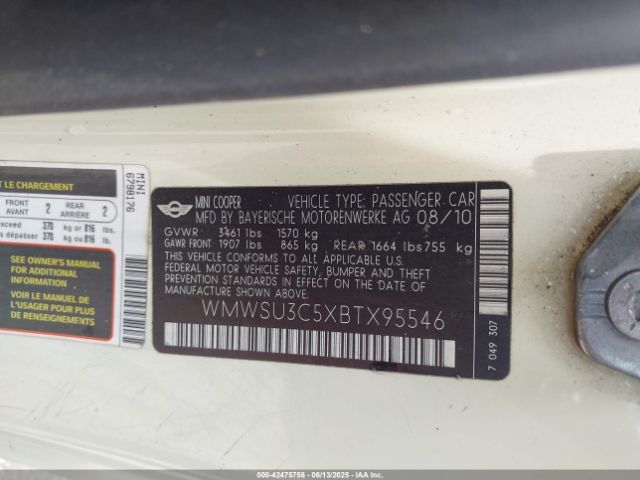 T LE CHARGEMENT
MINI
6798176
FRONT
AVANT
2
REAR
ARRIÈRE
2
exceed 370 kg or 816 lbs.
s dépasser 370 kg ou 816 lb.
SEE OWNER'S MANUAL
FOR ADDITIONAL
INFORMATION
VOIR LE MANUEL DE
L'USAGER POUR
PLUS DE
RENSEIGNEMENTS
MINI
MINI COOPER VEHICLE TYPE: PASSENGER CAR
MFD BY BAYERISCHE MOTORENWERKE AG 08/10
GVWR: 3461 lbs 1570 kg
GAWR FRONT: 1907 lbs 865 kg REAR 1664 lbs 755 kg
THIS VEHICLE CONFORMS TO ALL APPLICABLE U.S.
FEDERAL MOTOR VEHICLE SAFETY, BUMPER AND THEFT
PREVENTION STANDARDS IN EFFECT ON THE DATE
OF MANUFACTURE SHOWN ABOVE.
WMWSU3C5XBTX95546
7 049 307
000-42475756 - 06/13/2025 - IAAI.COM